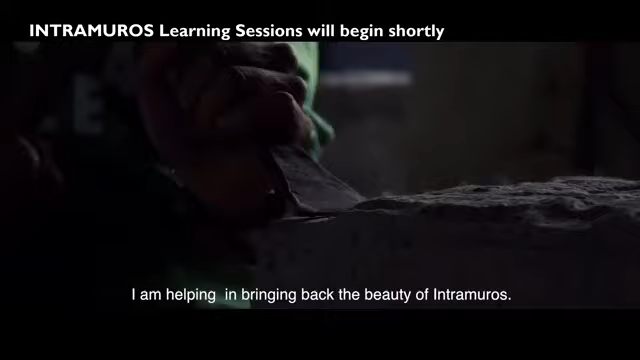 INTRAMUROS Learning Sessions will begin shortly
I am helping  in bringing back the beauty of Intramuros.